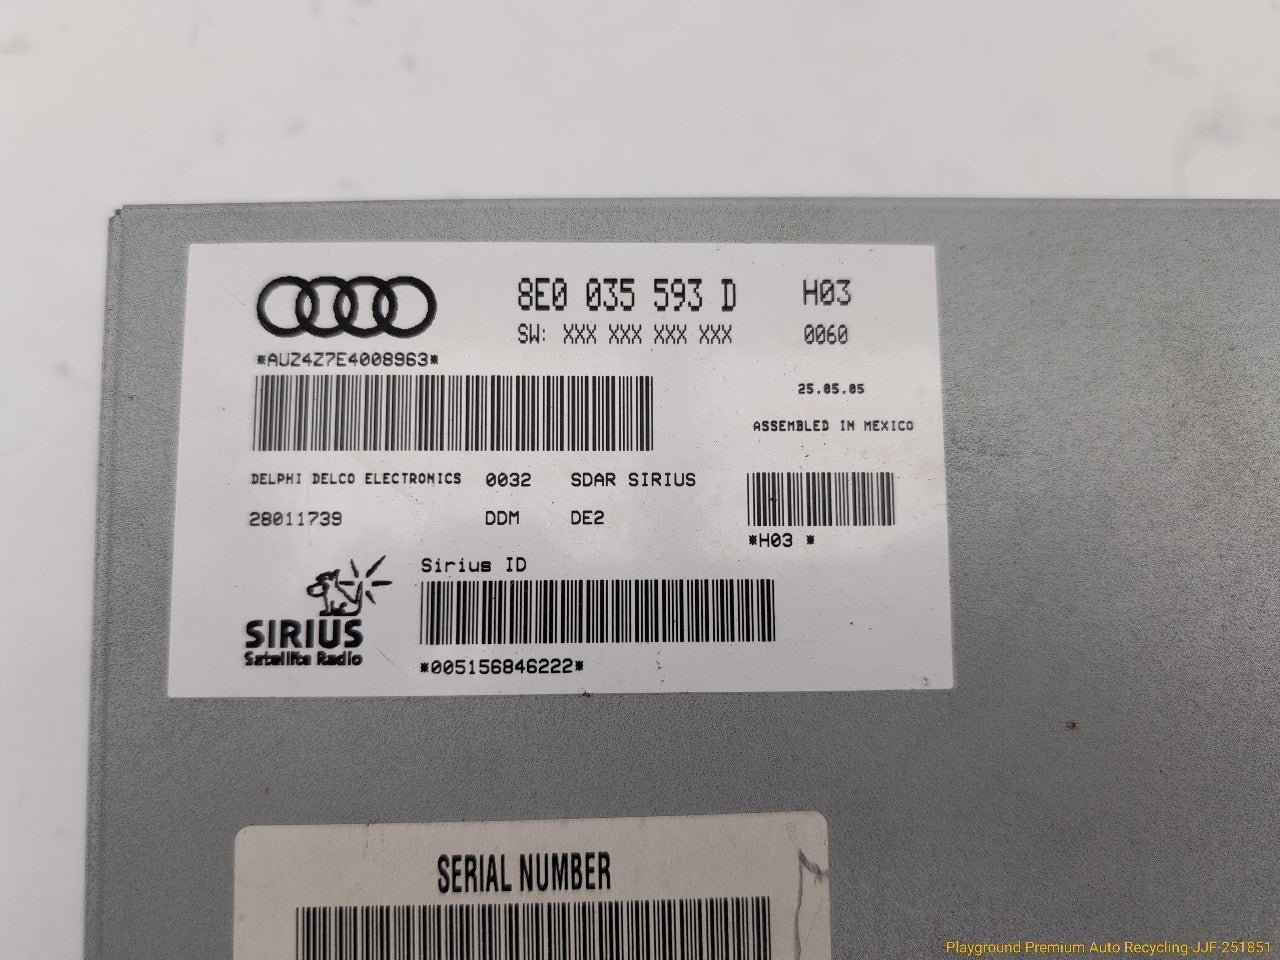 8E0 035 593 D H03
SW: XXX XXX XXX XXX 0060
*AUZ4Z7E4008963*
25.05.05
ASSEMBLED IN MEXICO
DELPHI DELCO ELECTRONICS 0032 SDAR SIRIUS
28011739 DDM DE2
*H03 *
Sirius ID
SIRIUS
Satellite Radio
*005156846222*
SERIAL NUMBER
Playground Premium Auto Recycling-JJF-251851